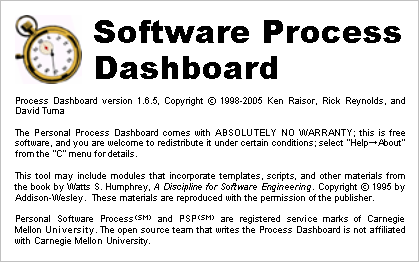 Software Process
Dashboard
Process Dashboard version 1.6.5, Copyright © 1998-2005 Ken Raisor, Rick Reynolds, and
David Tuma
The Personal Process Dashboard comes with ABSOLUTELY NO WARRANTY; this is free
software, and you are welcome to redistribute it under certain conditions; select "Help→About"
from the "C" menu for details.
This tool may include modules that incorporate templates, scripts, and other materials from
the book by Watts S. Humphrey, A Discipline for Software Engineering. Copyright © 1995 by
Addison-Wesley. These materials are reproduced with the permission of the publisher.
Personal Software Process(SM) and PSP(SM) are registered service marks of Carnegie
Mellon University. The open source team that writes the Process Dashboard is not affiliated
with Carnegie Mellon University.